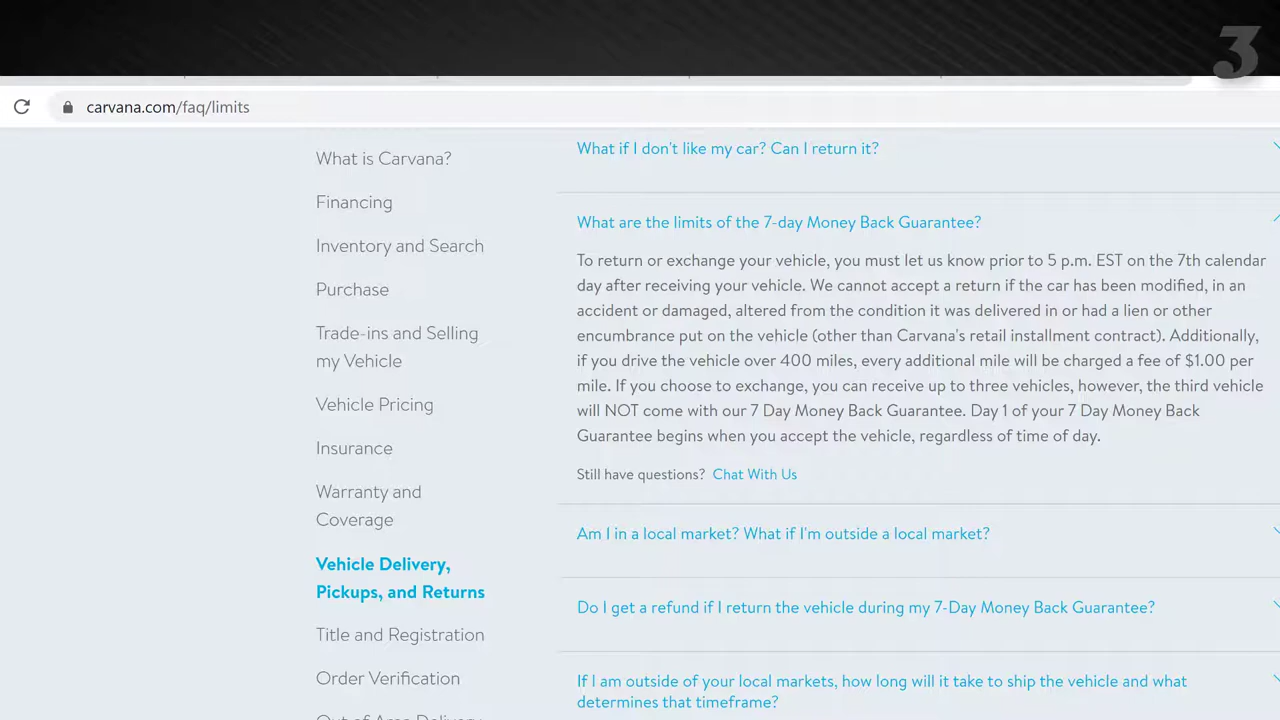 3
carvana.com/faq/limits
What is Carvana?
Financing
Inventory and Search
Purchase
Trade-ins and Selling
my Vehicle
Vehicle Pricing
Insurance
Warranty and
Coverage
Vehicle Delivery,
Pickups, and Returns
Title and Registration
Order Verification
Out of Area Delivery
What if I don't like my car? Can I return it?
What are the limits of the 7-day Money Back Guarantee?
To return or exchange your vehicle, you must let us know prior to 5 p.m. EST on the 7th calendar
day after receiving your vehicle. We cannot accept a return if the car has been modified, in an
accident or damaged, altered from the condition it was delivered in or had a lien or other
encumbrance put on the vehicle (other than Carvana's retail installment contract). Additionally,
if you drive the vehicle over 400 miles, every additional mile will be charged a fee of $1.00 per
mile. If you choose to exchange, you can receive up to three vehicles, however, the third vehicle
will NOT come with our 7 Day Money Back Guarantee. Day 1 of your 7 Day Money Back
Guarantee begins when you accept the vehicle, regardless of time of day.
Still have questions? Chat With Us
Am I in a local market? What if I'm outside a local market?
Do I get a refund if I return the vehicle during my 7-Day Money Back Guarantee?
If I am outside of your local markets, how long will it take to ship the vehicle and what
determines that timeframe?